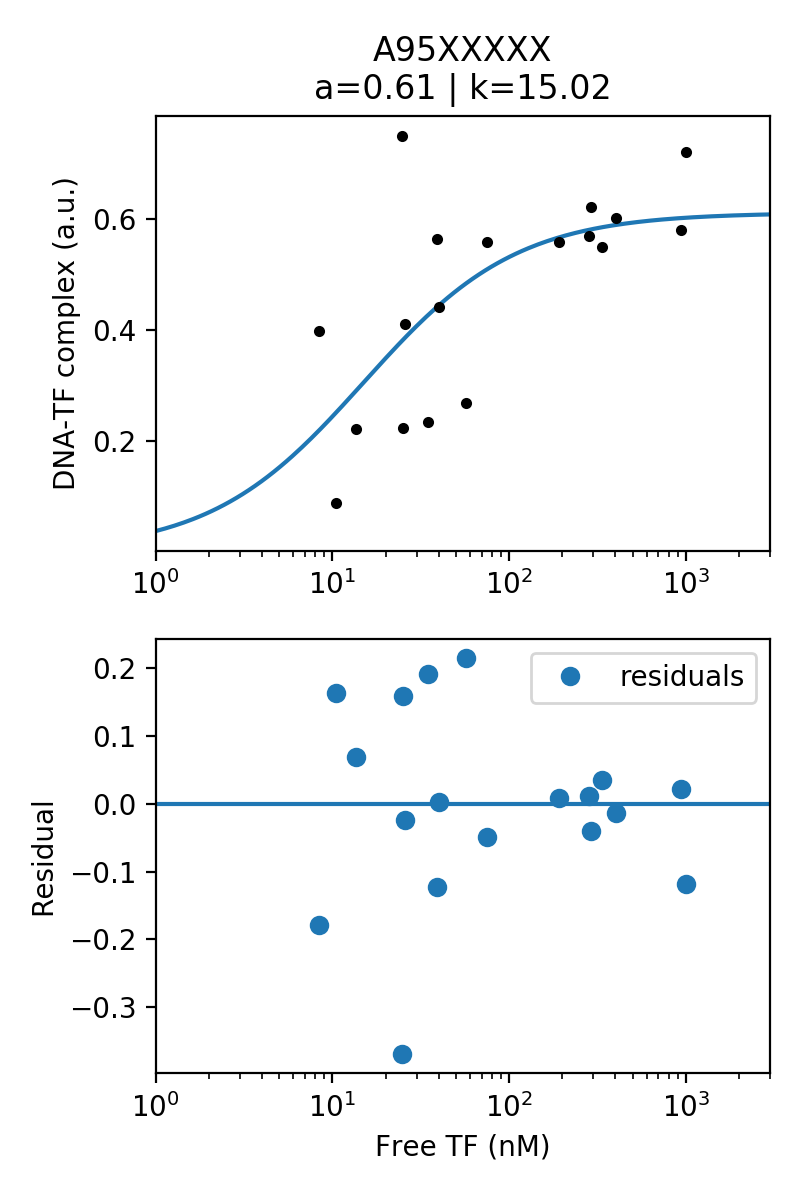 A95XXXXX
a=0.61 | k=15.02
DNA-TF complex (a.u.)
0.6
0.4
0.2
10⁰
10¹
10²
10³
residuals
Residual
0.2
0.1
0.0
−0.1
−0.2
−0.3
10⁰
10¹
10²
10³
Free TF (nM)